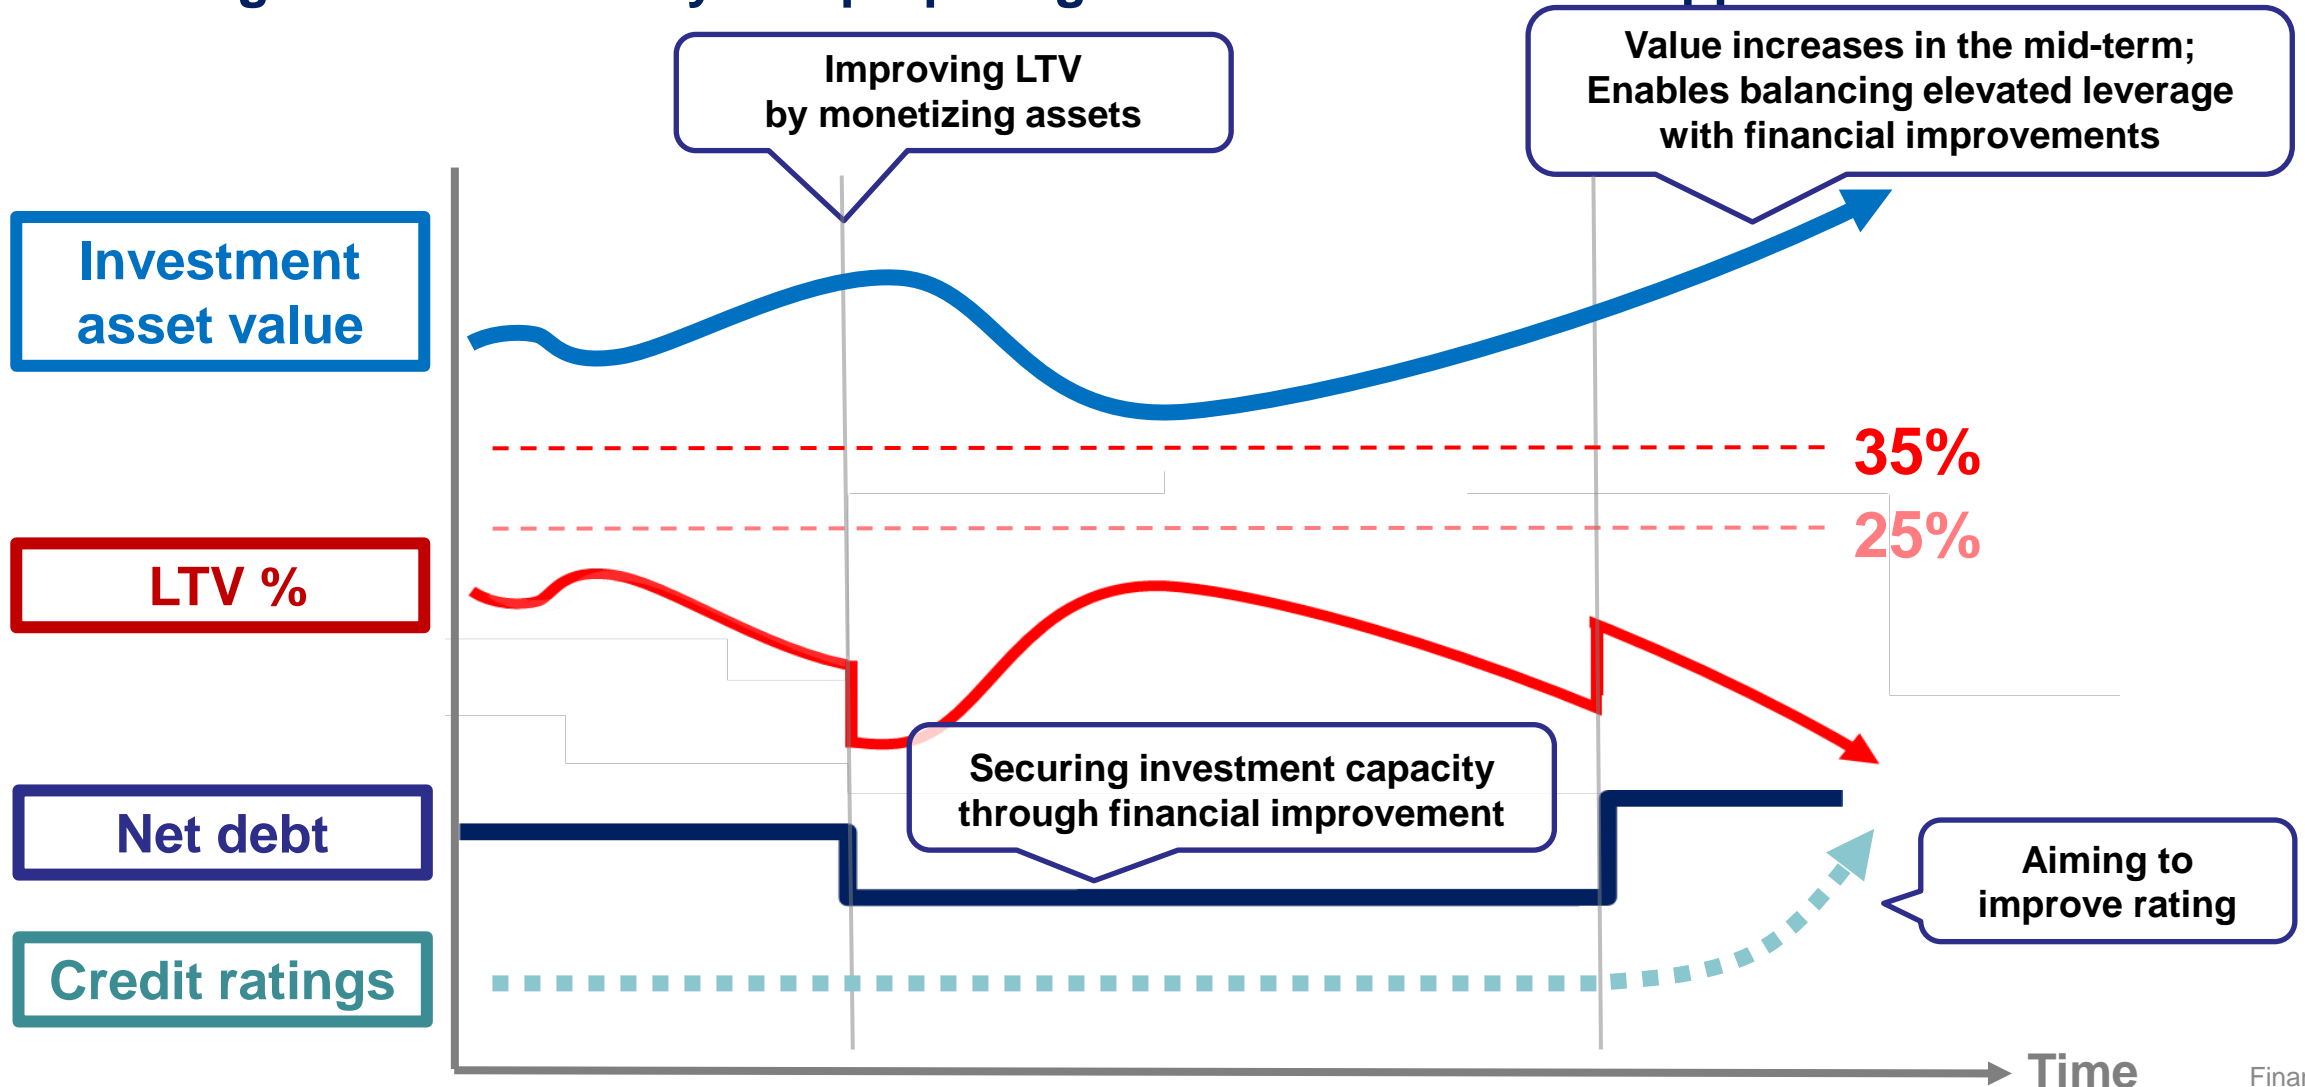 Improving LTV
by monetizing assets
Value increases in the mid-term;
Enables balancing elevated leverage
with financial improvements
Investment
asset value
35%
25%
LTV %
Securing investment capacity
through financial improvement
Net debt
Aiming to
improve rating
Credit ratings
Time